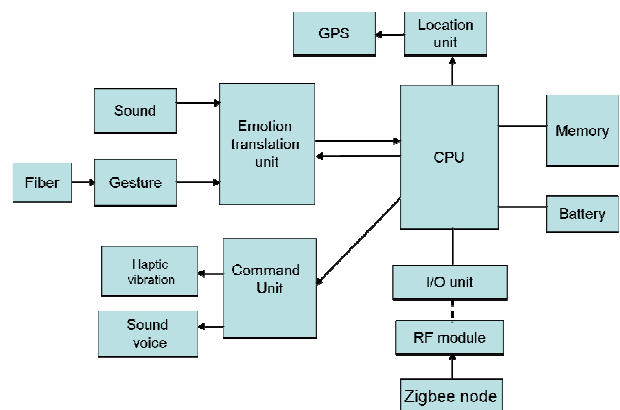 GPS
Location
unit
Sound
Emotion
translation
unit
CPU
Memory
Fiber
Gesture
Battery
Haptic
vibration
Command
Unit
I/O unit
Sound
voice
RF module
Zigbee node